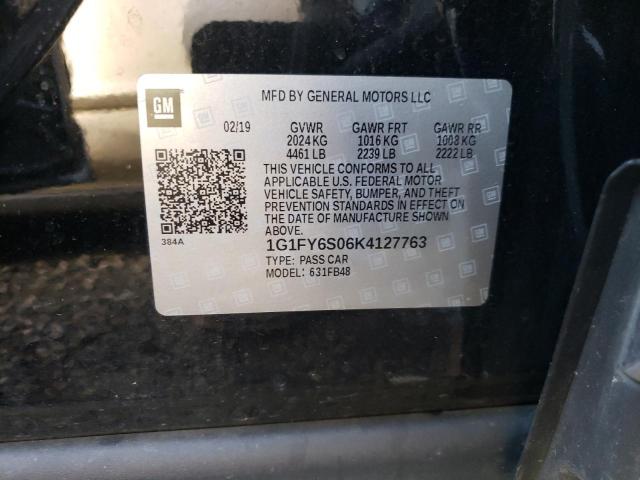 GM
MFD BY GENERAL MOTORS LLC
02/19 GVWR GAWR FRT GAWR RR
2024 KG 1016 KG 1008 KG
4461 LB 2239 LB 2222 LB
THIS VEHICLE CONFORMS TO ALL
APPLICABLE U.S. FEDERAL MOTOR
VEHICLE SAFETY, BUMPER, AND THEFT
PREVENTION STANDARDS IN EFFECT ON
THE DATE OF MANUFACTURE SHOWN
ABOVE.
384A
1G1FY6S06K4127763
TYPE: PASS CAR
MODEL: 631FB48